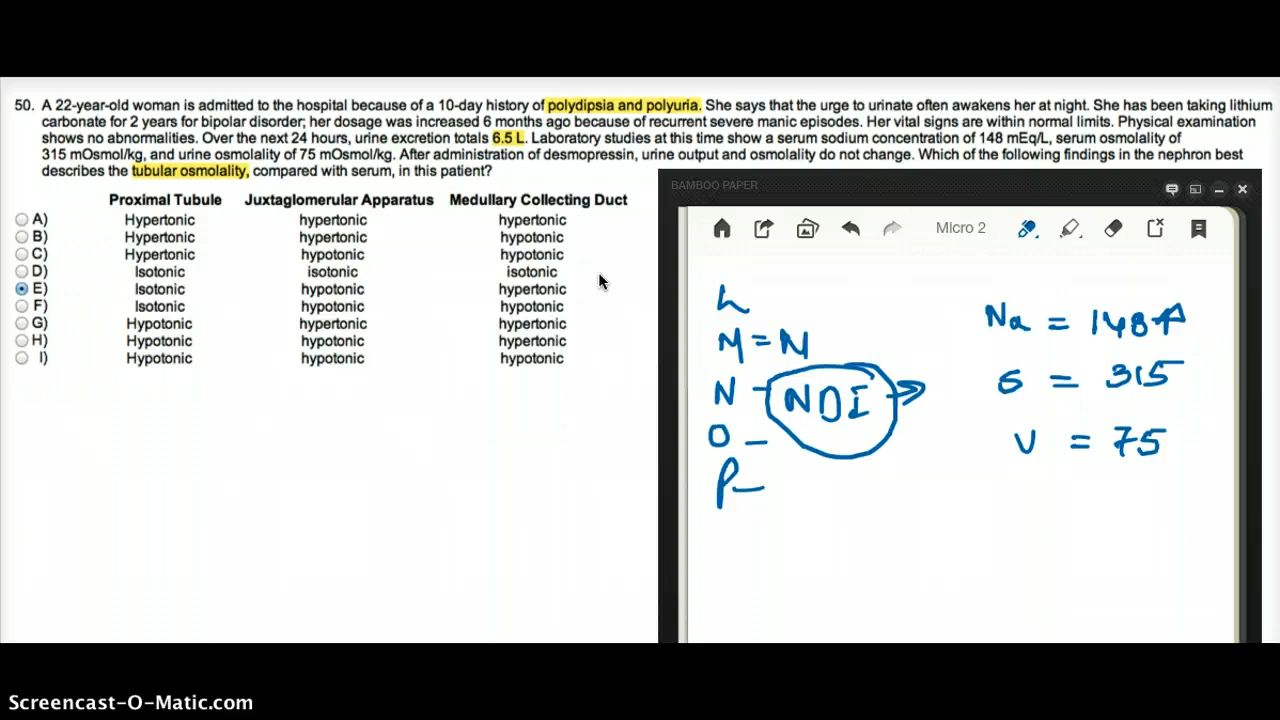 50. A 22-year-old woman is admitted to the hospital because of a 10-day history of polydipsia and polyuria. She says that the urge to urinate often awakens her at night. She has been taking lithium
carbonate for 2 years for bipolar disorder; her dosage was increased 6 months ago because of recurrent severe manic episodes. Her vital signs are within normal limits. Physical examination
shows no abnormalities. Over the next 24 hours, urine excretion totals 6.5 L. Laboratory studies at this time show a serum sodium concentration of 148 mEq/L, serum osmolality of
315 mOsmol/kg, and urine osmolality of 75 mOsmol/kg. After administration of desmopressin, urine output and osmolality do not change. Which of the following findings in the nephron best
describes the tubular osmolality, compared with serum, in this patient?
Proximal Tubule Juxtaglomerular Apparatus Medullary Collecting Duct
A) Hypertonic hypertonic hypertonic
B) Hypertonic hypertonic hypotonic
C) Hypertonic hypotonic hypotonic
D) Isotonic isotonic isotonic
E) Isotonic hypotonic hypertonic
F) Isotonic hypotonic hypotonic
G) Hypotonic hypertonic hypertonic
H) Hypotonic hypotonic hypertonic
I) Hypotonic hypotonic hypotonic
BAMBOO PAPER
Micro 2
L
M = N
N - NDI →
O -
P -
Na = 148 ↑
S = 315
U = 75
Screencast-O-Matic.com